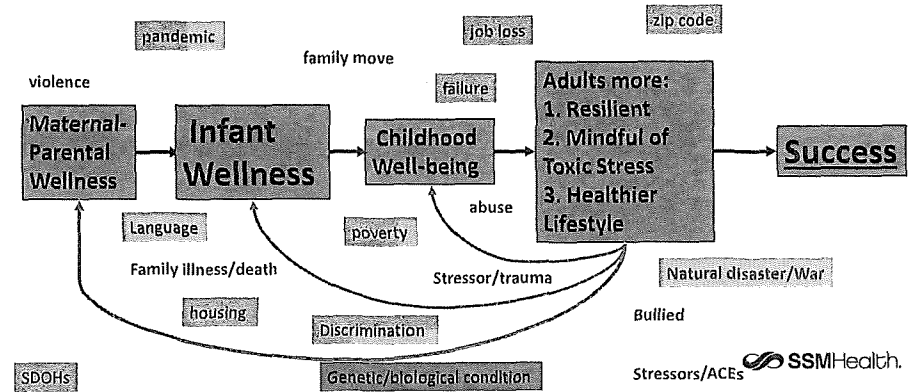 zip code
job loss
pandemic
family move
violence
failure
Adults more:
1. Resilient
2. Mindful of
Toxic Stress
3. Healthier
Lifestyle
Maternal-
Parental
Wellness
Infant
Wellness
Childhood
Well-being
Success
abuse
Language
poverty
Family illness/death
Stressor/trauma
Natural disaster/War
housing
Discrimination
Bullied
SDOHs
Genetic/biological condition
Stressors/ACEs
SSMHealth.